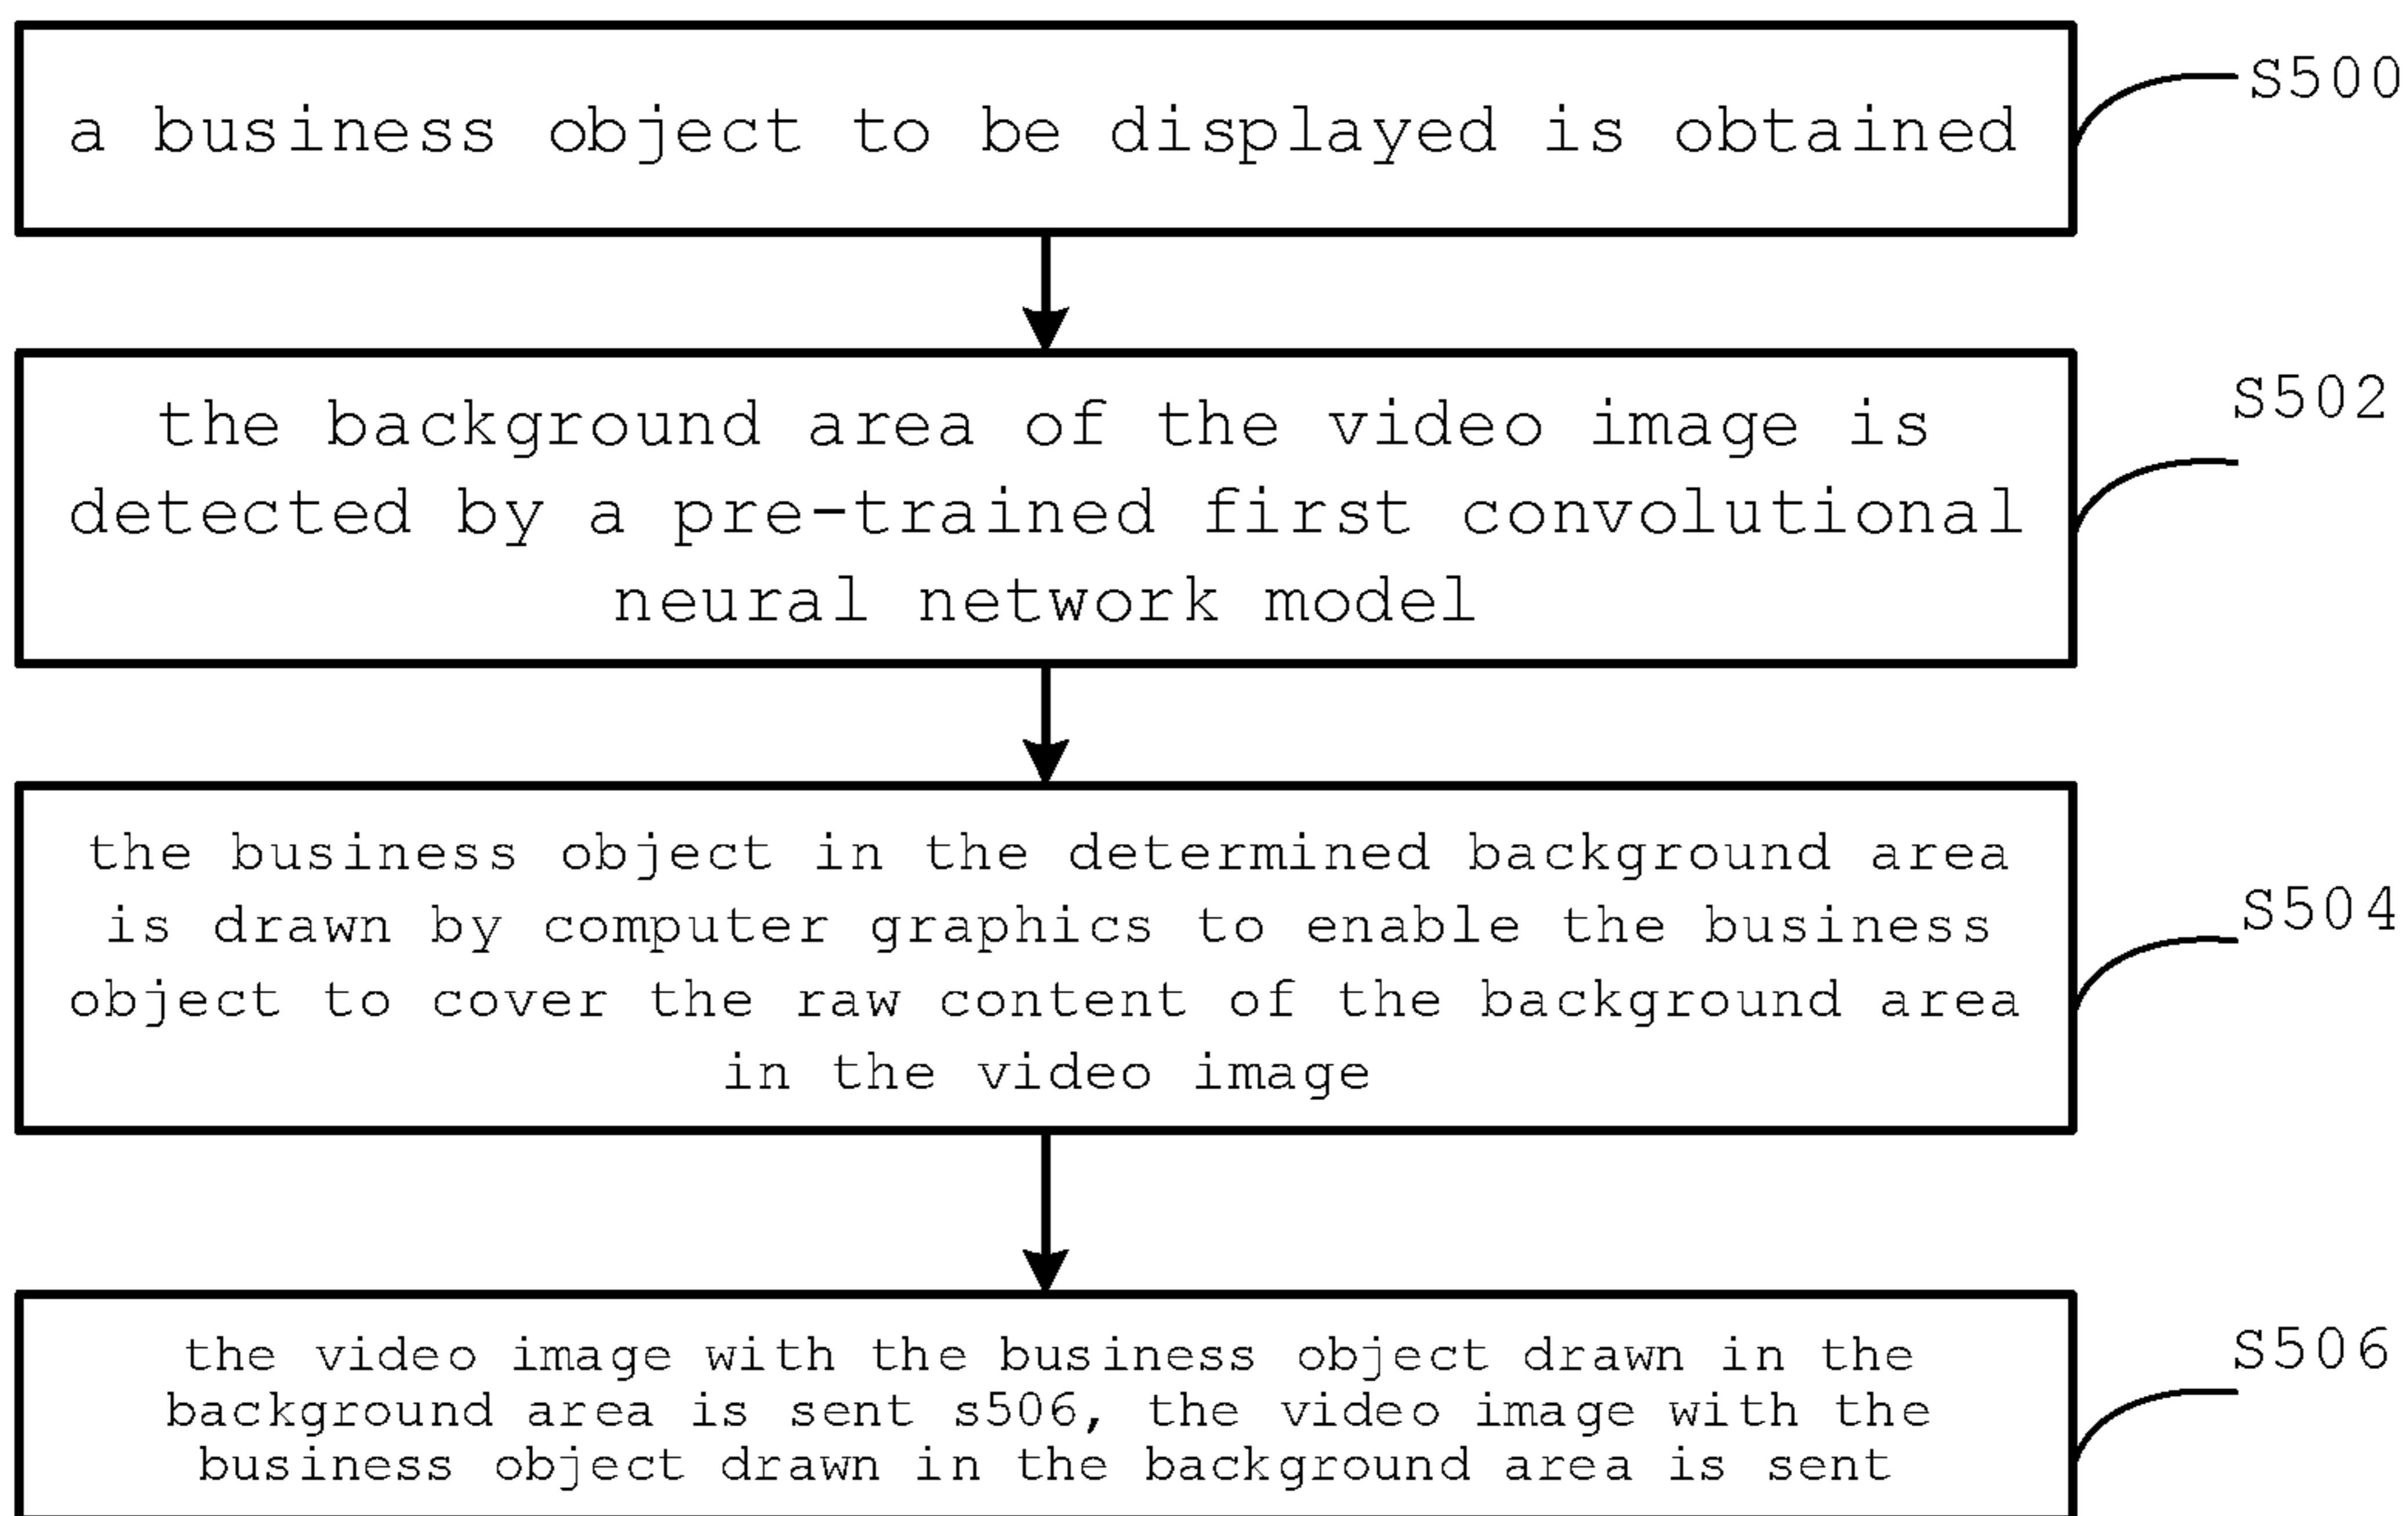 a business object to be displayed is obtained
S500
the background area of the video image is
detected by a pre-trained first convolutional
neural network model
S502
the business object in the determined background area
is drawn by computer graphics to enable the business
object to cover the raw content of the background area
in the video image
S504
the video image with the business object drawn in the
background area is sent s506, the video image with the
business object drawn in the background area is sent
S506